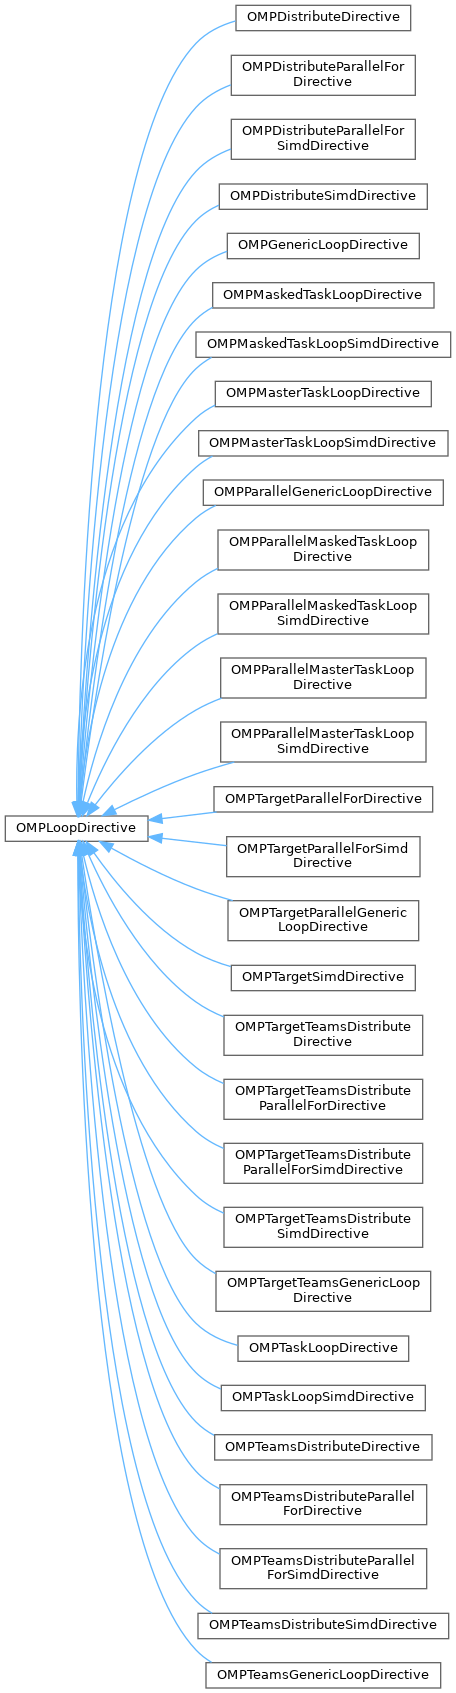 OMPDistributeDirective
OMPDistributeParallelFor
Directive
OMPDistributeParallelFor
SimdDirective
OMPDistributeSimdDirective
OMPGenericLoopDirective
OMPMaskedTaskLoopDirective
OMPMaskedTaskLoopSimdDirective
OMPMasterTaskLoopDirective
OMPMasterTaskLoopSimdDirective
OMPParallelGenericLoopDirective
OMPParallelMaskedTaskLoop
Directive
OMPParallelMaskedTaskLoop
SimdDirective
OMPParallelMasterTaskLoop
Directive
OMPParallelMasterTaskLoop
SimdDirective
OMPTargetParallelForDirective
OMPLoopDirective
OMPTargetParallelForSimd
Directive
OMPTargetParallelGeneric
LoopDirective
OMPTargetSimdDirective
OMPTargetTeamsDistribute
Directive
OMPTargetTeamsDistribute
ParallelForDirective
OMPTargetTeamsDistribute
ParallelForSimdDirective
OMPTargetTeamsDistribute
SimdDirective
OMPTargetTeamsGenericLoop
Directive
OMPTaskLoopDirective
OMPTaskLoopSimdDirective
OMPTeamsDistributeDirective
OMPTeamsDistributeParallel
ForDirective
OMPTeamsDistributeParallel
ForSimdDirective
OMPTeamsDistributeSimdDirective
OMPTeamsGenericLoopDirective